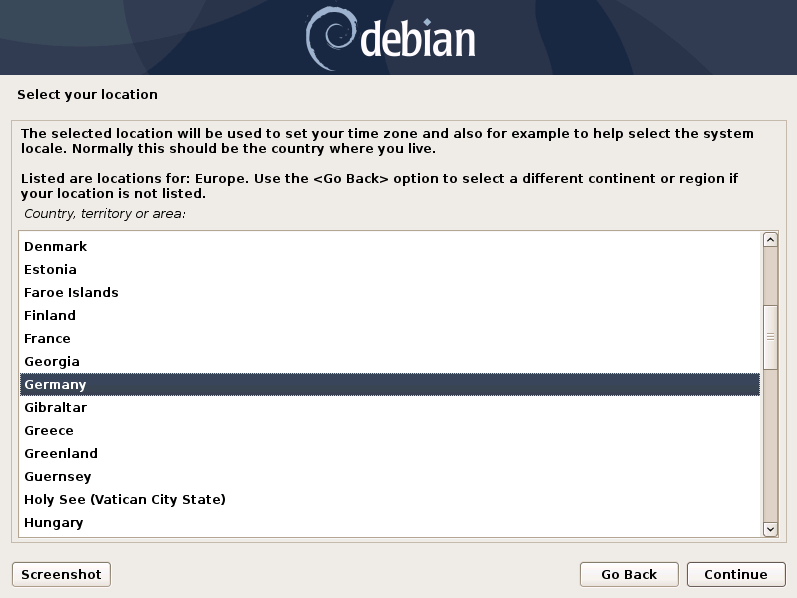 debian
Select your location
The selected location will be used to set your time zone and also for example to help select the system
locale. Normally this should be the country where you live.
Listed are locations for: Europe. Use the <Go Back> option to select a different continent or region if
your location is not listed.
Country, territory or area:
Denmark
Estonia
Faroe Islands
Finland
France
Georgia
Germany
Gibraltar
Greece
Greenland
Guernsey
Holy See (Vatican City State)
Hungary
Screenshot
Go Back
Continue